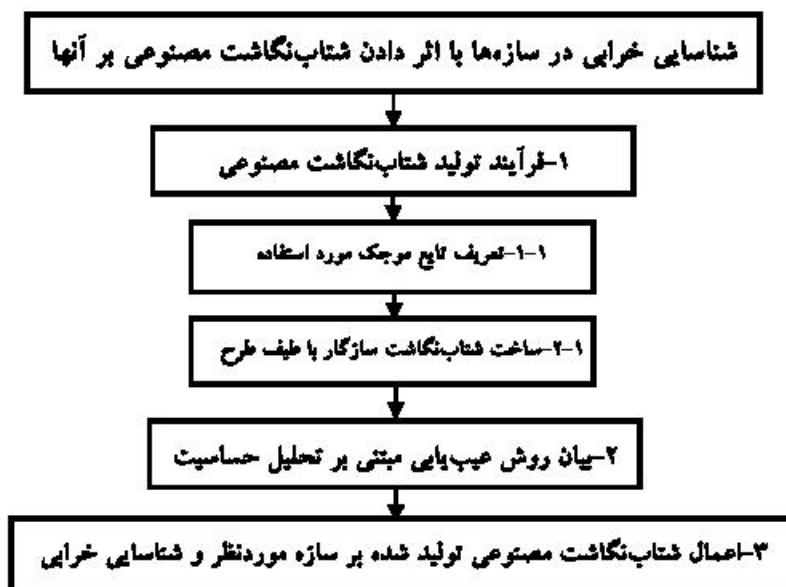 شناسایی خرابی در سازه‌ها با اثر دادن شتاب‌نگاشت مصنوعی بر آنها
۱-فرآیند تولید شتاب‌نگاشت مصنوعی
۱-۱-تعریف تابع موجک مورد استفاده
۱-۲-ساخت شتاب‌نگاشت سازگار با طیف طرح
۲-بیان روش عیب‌یابی مبتنی بر تحلیل حساسیت
۳-اعمال شتاب‌نگاشت مصنوعی تولید شده بر سازه موردنظر و شناسایی خرابی